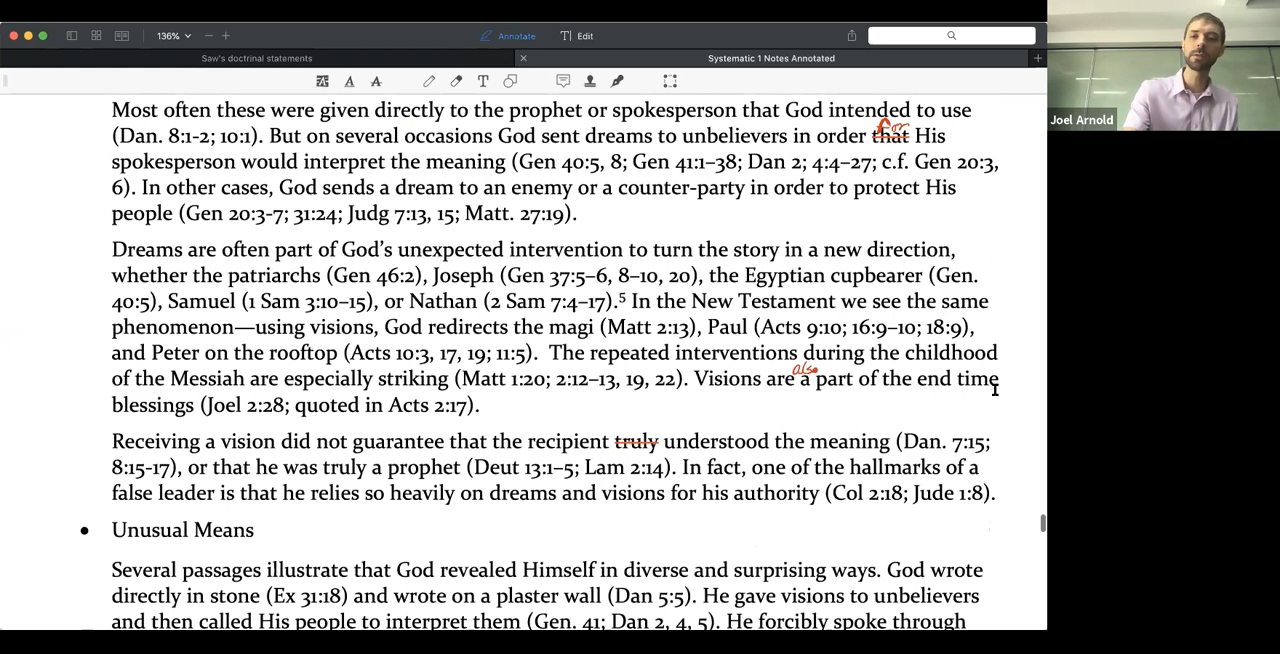 136%
Annotate
Edit
Saw's doctrinal statements
Systematic 1 Notes Annotated
Joel Arnold
Most often these were given directly to the prophet or spokesperson that God intended to use
(Dan. 8:1-2; 10:1). But on several occasions God sent dreams to unbelievers in order that His
for
spokesperson would interpret the meaning (Gen 40:5, 8; Gen 41:1–38; Dan 2; 4:4–27; c.f. Gen 20:3,
6). In other cases, God sends a dream to an enemy or a counter-party in order to protect His
people (Gen 20:3-7; 31:24; Judg 7:13, 15; Matt. 27:19).
Dreams are often part of God's unexpected intervention to turn the story in a new direction,
whether the patriarchs (Gen 46:2), Joseph (Gen 37:5–6, 8–10, 20), the Egyptian cupbearer (Gen.
40:5), Samuel (1 Sam 3:10–15), or Nathan (2 Sam 7:4–17).5 In the New Testament we see the same
phenomenon—using visions, God redirects the magi (Matt 2:13), Paul (Acts 9:10; 16:9–10; 18:9),
and Peter on the rooftop (Acts 10:3, 17, 19; 11:5). The repeated interventions during the childhood
also
of the Messiah are especially striking (Matt 1:20; 2:12–13, 19, 22). Visions are a part of the end time
blessings (Joel 2:28; quoted in Acts 2:17).
Receiving a vision did not guarantee that the recipient truly understood the meaning (Dan. 7:15;
8:15-17), or that he was truly a prophet (Deut 13:1–5; Lam 2:14). In fact, one of the hallmarks of a
false leader is that he relies so heavily on dreams and visions for his authority (Col 2:18; Jude 1:8).
• Unusual Means
Several passages illustrate that God revealed Himself in diverse and surprising ways. God wrote
directly in stone (Ex 31:18) and wrote on a plaster wall (Dan 5:5). He gave visions to unbelievers
and then called His people to interpret them (Gen. 41; Dan 2, 4, 5). He forcibly spoke through